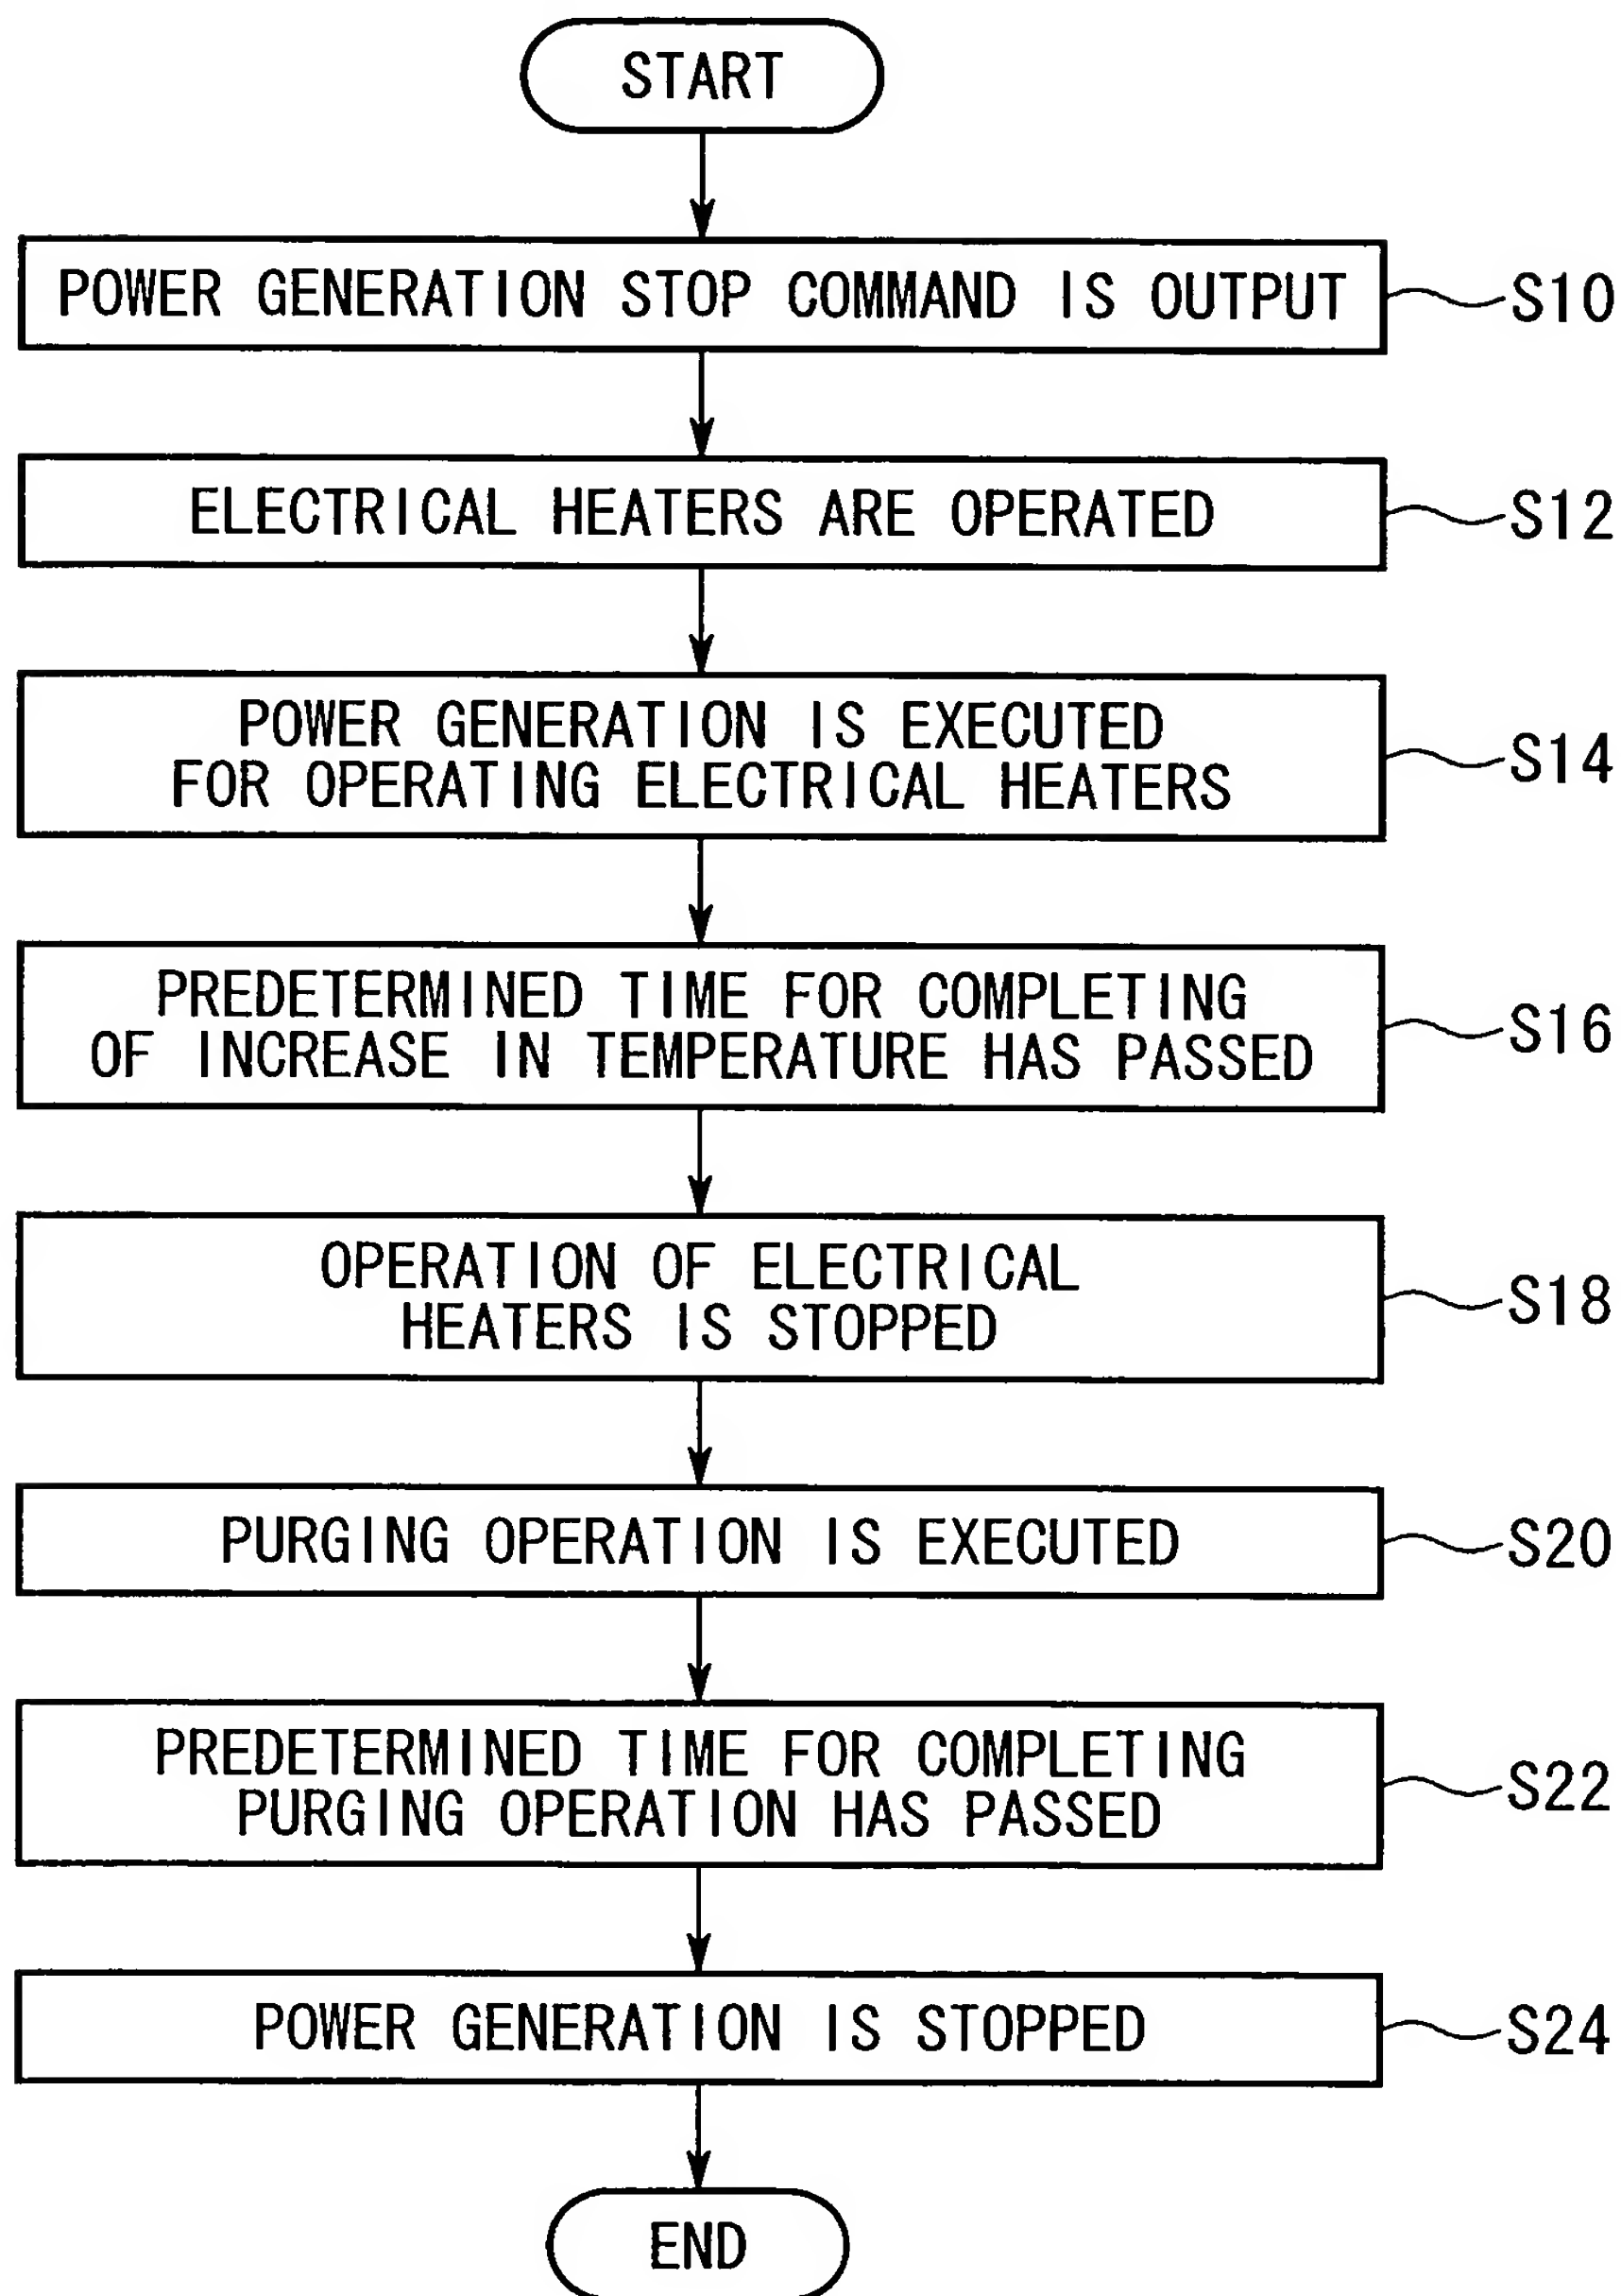 START
POWER GENERATION STOP COMMAND IS OUTPUT
S10
ELECTRICAL HEATERS ARE OPERATED
S12
POWER GENERATION IS EXECUTED
FOR OPERATING ELECTRICAL HEATERS
S14
PREDETERMINED TIME FOR COMPLETING
OF INCREASE IN TEMPERATURE HAS PASSED
S16
OPERATION OF ELECTRICAL
HEATERS IS STOPPED
S18
PURGING OPERATION IS EXECUTED
S20
PREDETERMINED TIME FOR COMPLETING
PURGING OPERATION HAS PASSED
S22
POWER GENERATION IS STOPPED
S24
END